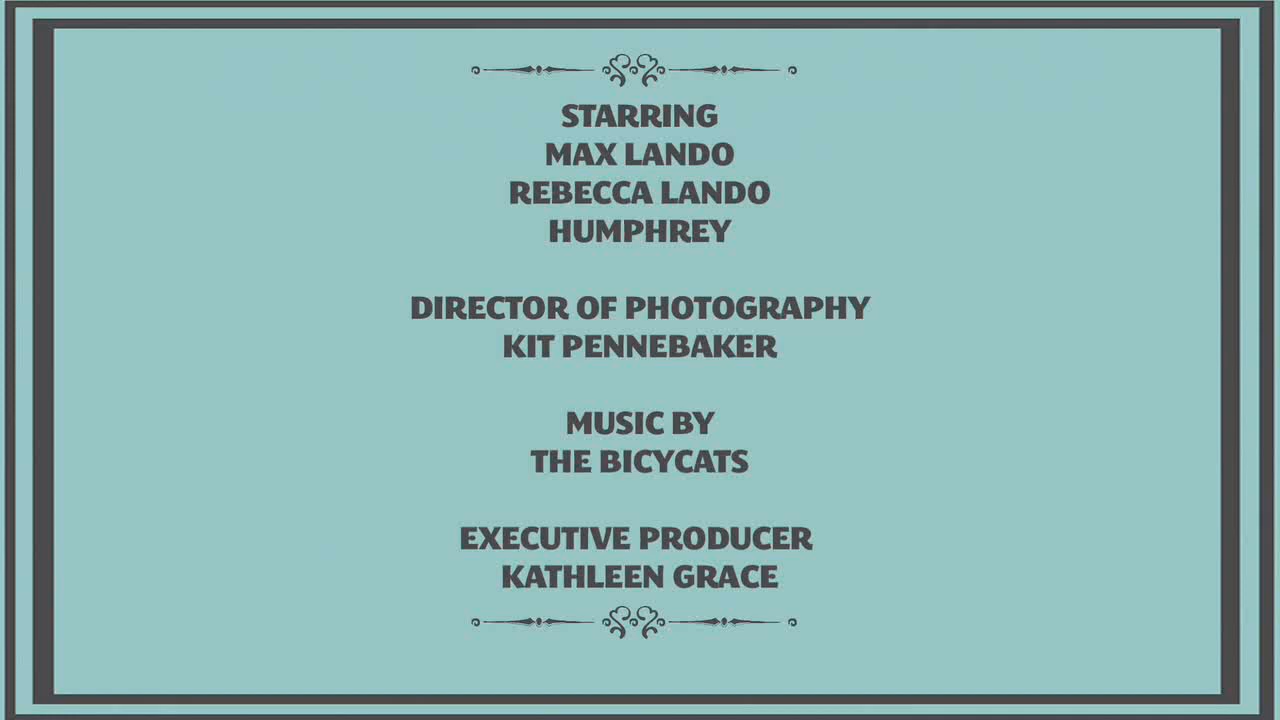 STARRING
MAX LANDO
REBECCA LANDO
HUMPHREY
DIRECTOR OF PHOTOGRAPHY
KIT PENNEBAKER
MUSIC BY
THE BICYCATS
EXECUTIVE PRODUCER
KATHLEEN GRACE